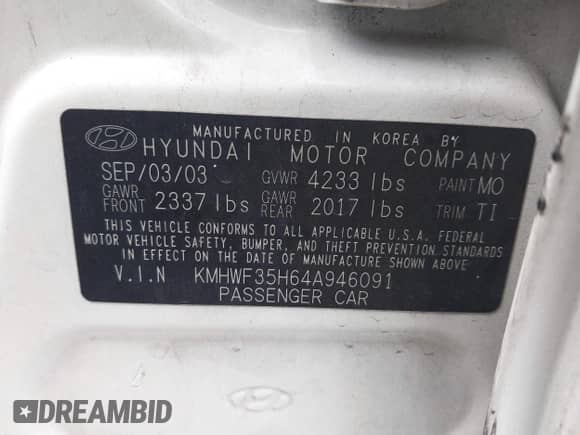 MANUFACTURED IN KOREA BY
HYUNDAI MOTOR COMPANY
SEP/03/03 GVWR 4233 lbs PAINT MO
GAWR FRONT 2337 lbs GAWR REAR 2017 lbs TRIM TI
THIS VEHICLE CONFORMS TO ALL APPLICABLE U.S.A. FEDERAL
MOTOR VEHICLE SAFETY, BUMPER, AND THEFT PREVENTION STANDARDS
IN EFFECT ON THE DATE OF MANUFACTURE SHOWN ABOVE
V.I.N KMHWF35H64A946091
PASSENGER CAR
DREAMBID